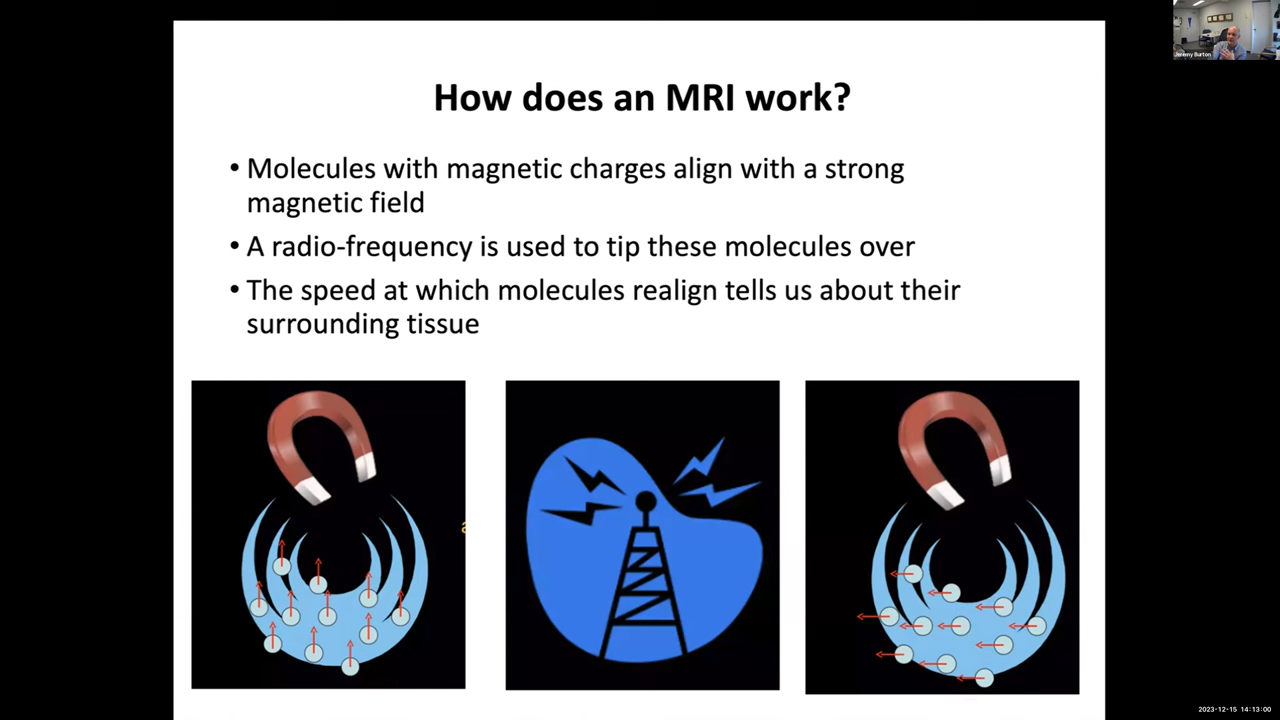 Jeremy Burton
How does an MRI work?
• Molecules with magnetic charges align with a strong
magnetic field
• A radio-frequency is used to tip these molecules over
• The speed at which molecules realign tells us about their
surrounding tissue
a
2023-12-15 14:13:00